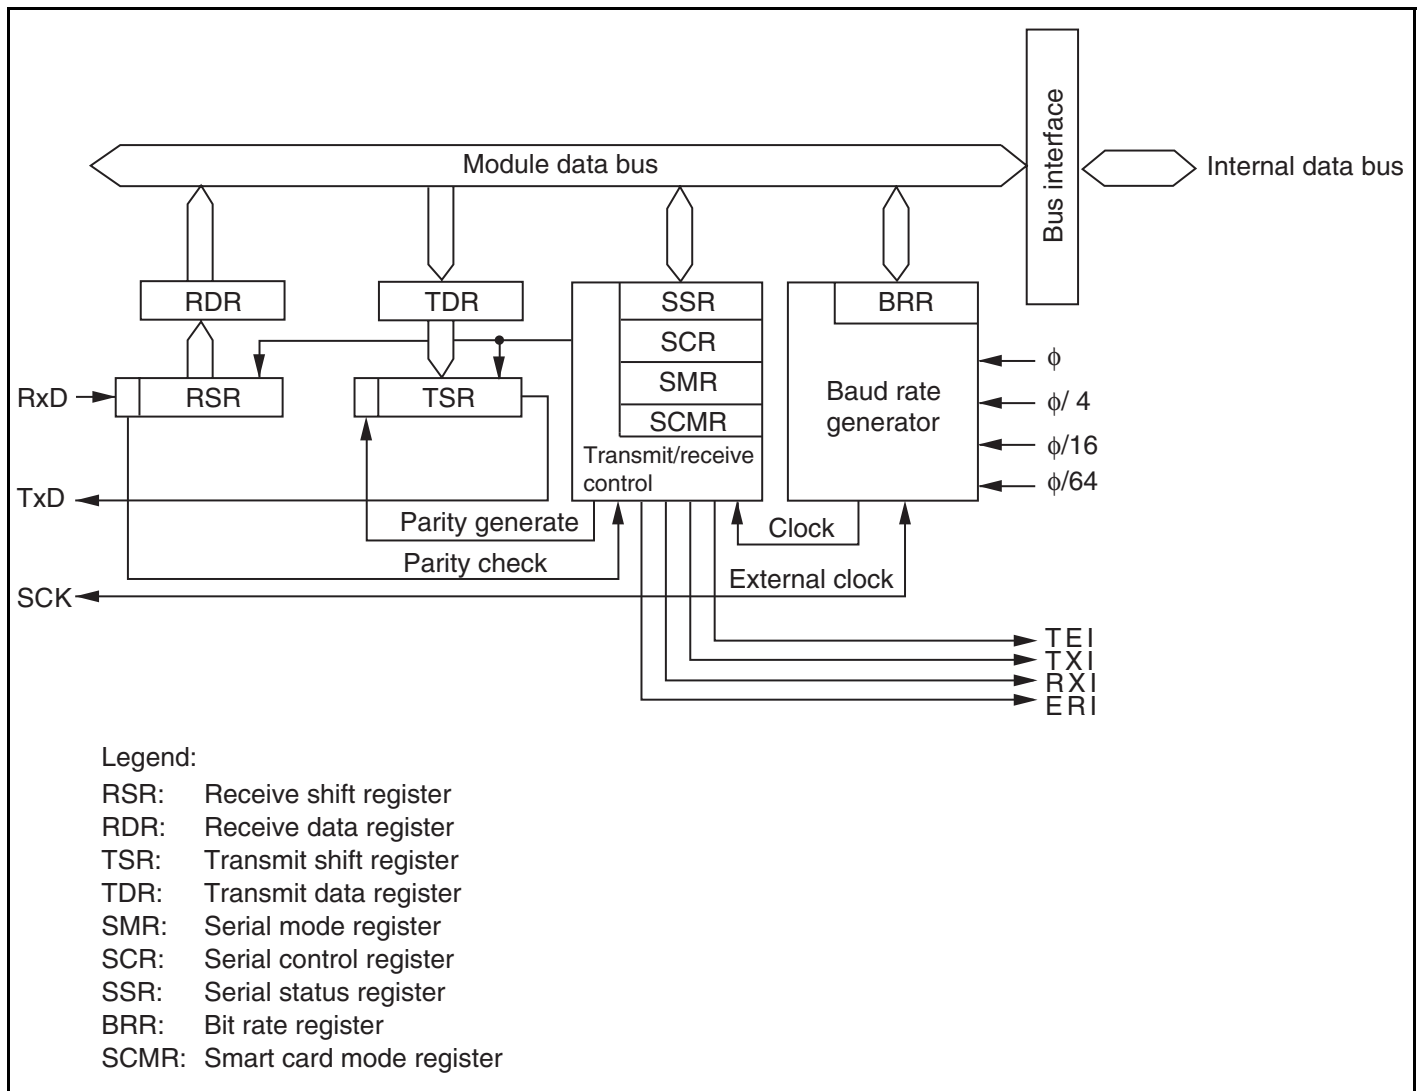 Bus interface
Module data bus
Internal data bus
RDR
TDR
SSR
BRR
SCR
RSR
TSR
SMR
SCMR
Transmit/receive
control
Baud rate
generator
ϕ
ϕ/ 4
ϕ/16
ϕ/64
RxD
TxD
SCK
Parity generate
Parity check
Clock
External clock
TEI
TXI
RXI
ERI
Legend:
RSR: Receive shift register
RDR: Receive data register
TSR: Transmit shift register
TDR: Transmit data register
SMR: Serial mode register
SCR: Serial control register
SSR: Serial status register
BRR: Bit rate register
SCMR: Smart card mode register